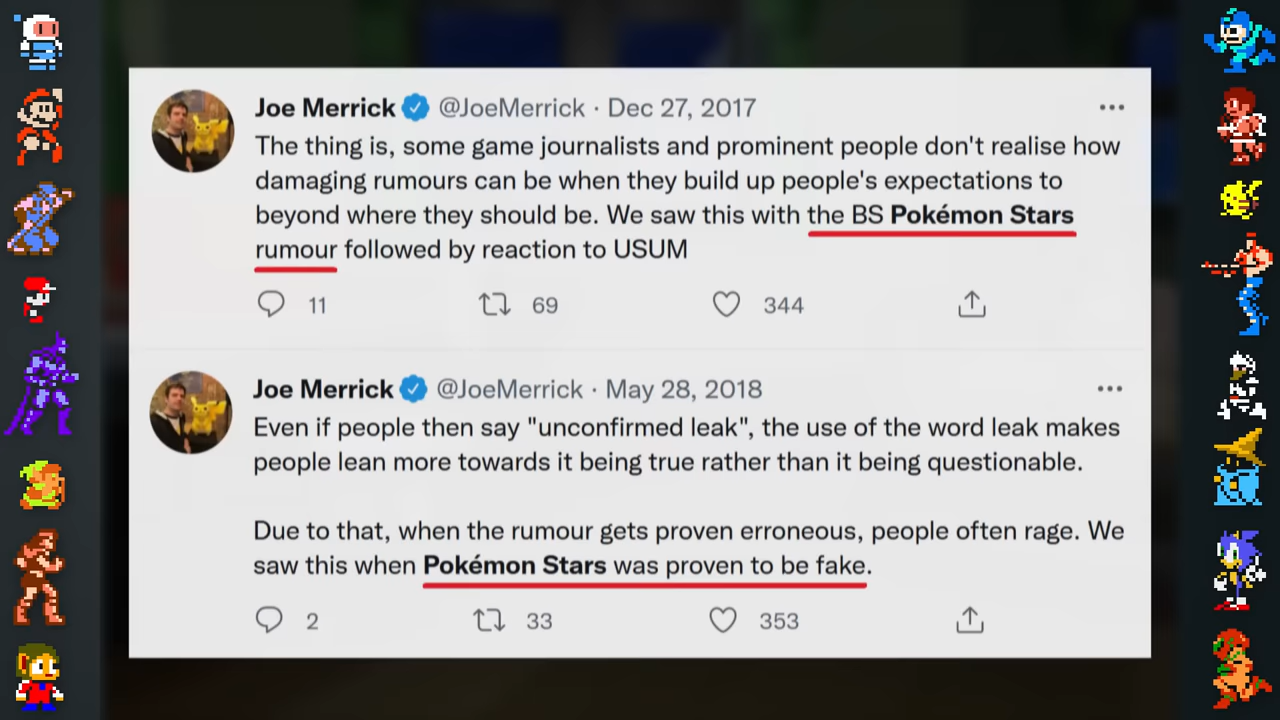 Joe Merrick @JoeMerrick · Dec 27, 2017
The thing is, some game journalists and prominent people don't realise how
damaging rumours can be when they build up people's expectations to
beyond where they should be. We saw this with the BS Pokémon Stars
rumour followed by reaction to USUM
11 69 344
Joe Merrick @JoeMerrick · May 28, 2018
Even if people then say "unconfirmed leak", the use of the word leak makes
people lean more towards it being true rather than it being questionable.
Due to that, when the rumour gets proven erroneous, people often rage. We
saw this when Pokémon Stars was proven to be fake.
2 33 353